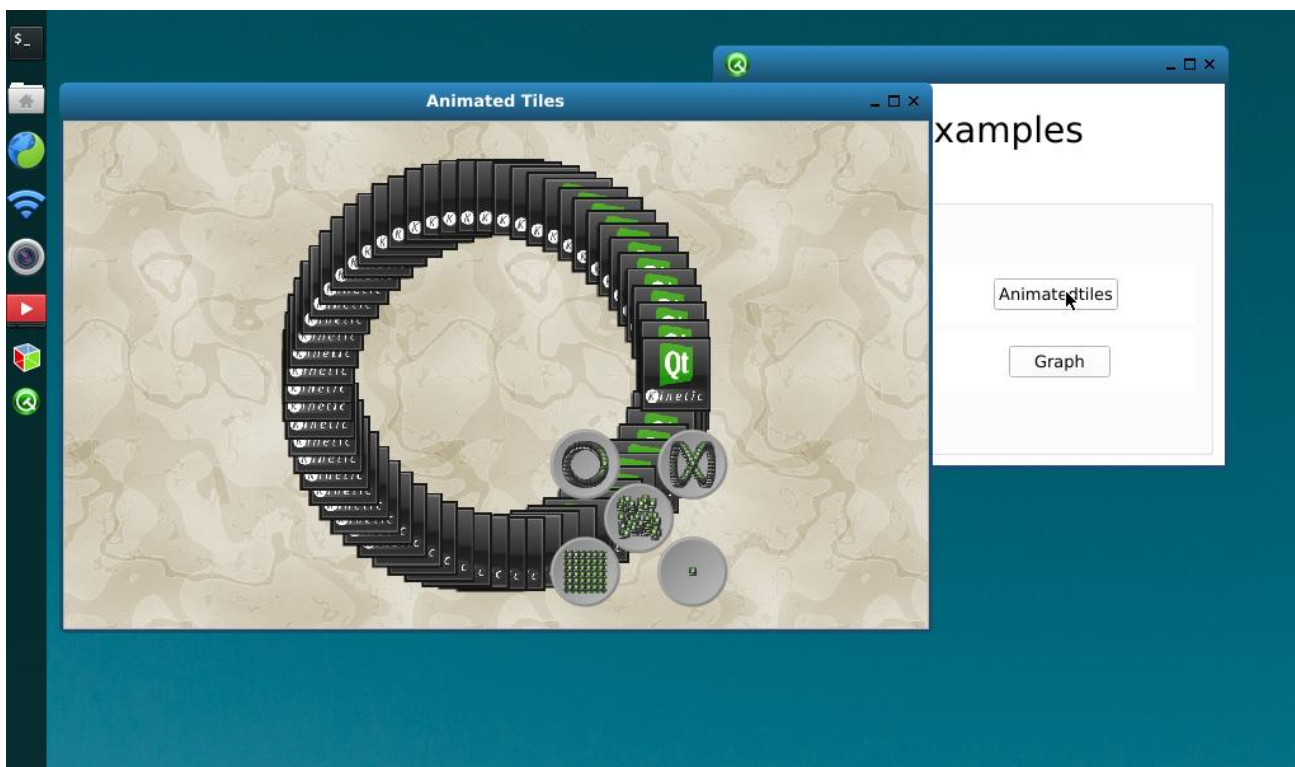 $_
Animated Tiles
xamples
Animatedtiles
Graph
Qt
Kinetic